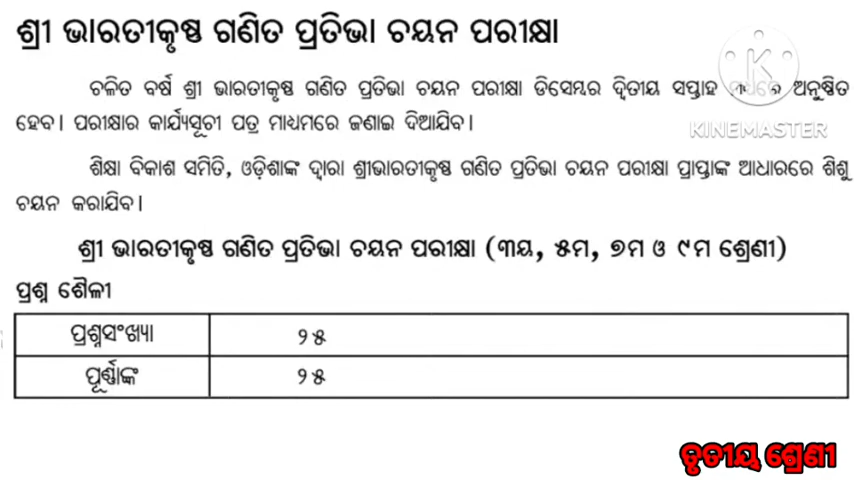 ଶ୍ରୀ ଭାରତୀକୃଷ୍ଣ ଗଣିତ ପ୍ରତିଭା ଚୟନ ପରୀକ୍ଷା
ଚଳିତ ବର୍ଷ ଶ୍ରୀ ଭାରତୀକୃଷ୍ଣ ଗଣିତ ପ୍ରତିଭା ଚୟନ ପରୀକ୍ଷା ଡିସେମ୍ବର ଦ୍ୱିତୀୟ ସପ୍ତାହ ଅନୁଷ୍ଠିତ
ହେବ। ପରୀକ୍ଷାର କାର୍ଯ୍ୟସୂଚୀ ପତ୍ର ମାଧ୍ୟମରେ ଜଣାଇ ଦିଆଯିବ।
KINEMASTER
ଶିକ୍ଷା ବିକାଶ ସମିତି, ଓଡ଼ିଶାଙ୍କ ଦ୍ୱାରା ଶ୍ରୀଭାରତୀକୃଷ୍ଣ ଗଣିତ ପ୍ରତିଭା ଚୟନ ପରୀକ୍ଷା ପ୍ରାପ୍ତାଙ୍କ ଆଧାରରେ ଶିଶୁ
ଚୟନ କରାଯିବ।
ଶ୍ରୀ ଭାରତୀକୃଷ୍ଣ ଗଣିତ ପ୍ରତିଭା ଚୟନ ପରୀକ୍ଷା (୩ୟ, ୫ମ, ୭ମ ଓ ୯ମ ଶ୍ରେଣୀ)
ପ୍ରଶ୍ନ ଶୈଳୀ
ପ୍ରଶ୍ନସଂଖ୍ୟା ୨୫
ପୂର୍ଣ୍ଣାଙ୍କ ୨୫
ତୃତୀୟ ଶ୍ରେଣୀ